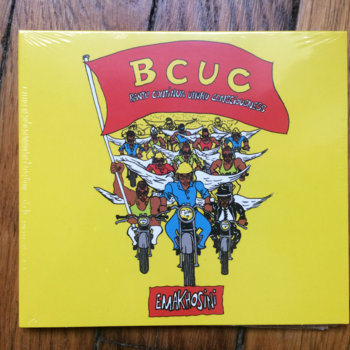 BCUC
BANTU CONTINUA UHURU CONSCIOUSNESS
EMAKHOSINI